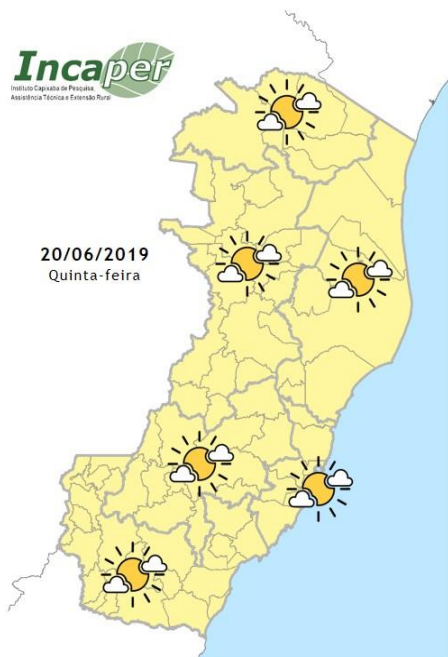 Incaper
Instituto Capixaba de Pesquisa,
Assistência Técnica e Extensão Rural
20/06/2019
Quinta-feira